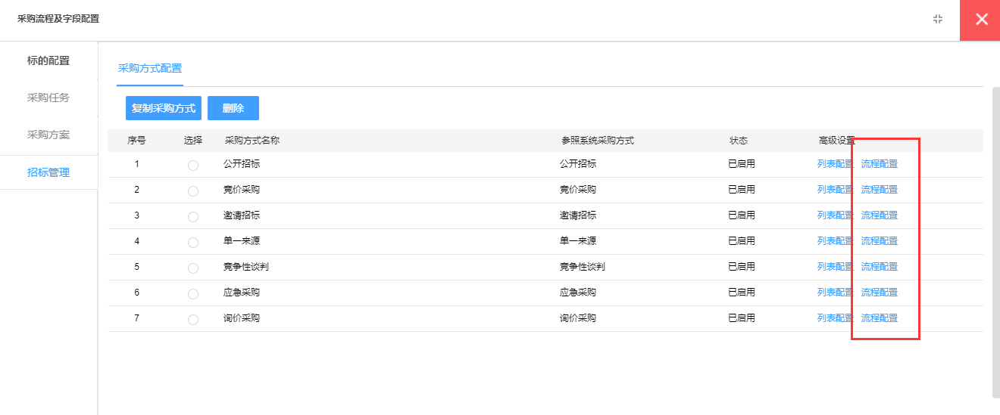 采购流程及字段配置
标的配置
采购任务
采购方案
招标管理
采购方式配置
复制采购方式 删除
序号 选择 采购方式名称 参照系统采购方式 状态 高级设置
1 公开招标 公开招标 已启用 列表配置 流程配置
2 竞价采购 竞价采购 已启用 列表配置 流程配置
3 邀请招标 邀请招标 已启用 列表配置 流程配置
4 单一来源 单一来源 已启用 列表配置 流程配置
5 竞争性谈判 竞争性谈判 已启用 列表配置 流程配置
6 应急采购 应急采购 已启用 列表配置 流程配置
7 询价采购 询价采购 已启用 列表配置 流程配置